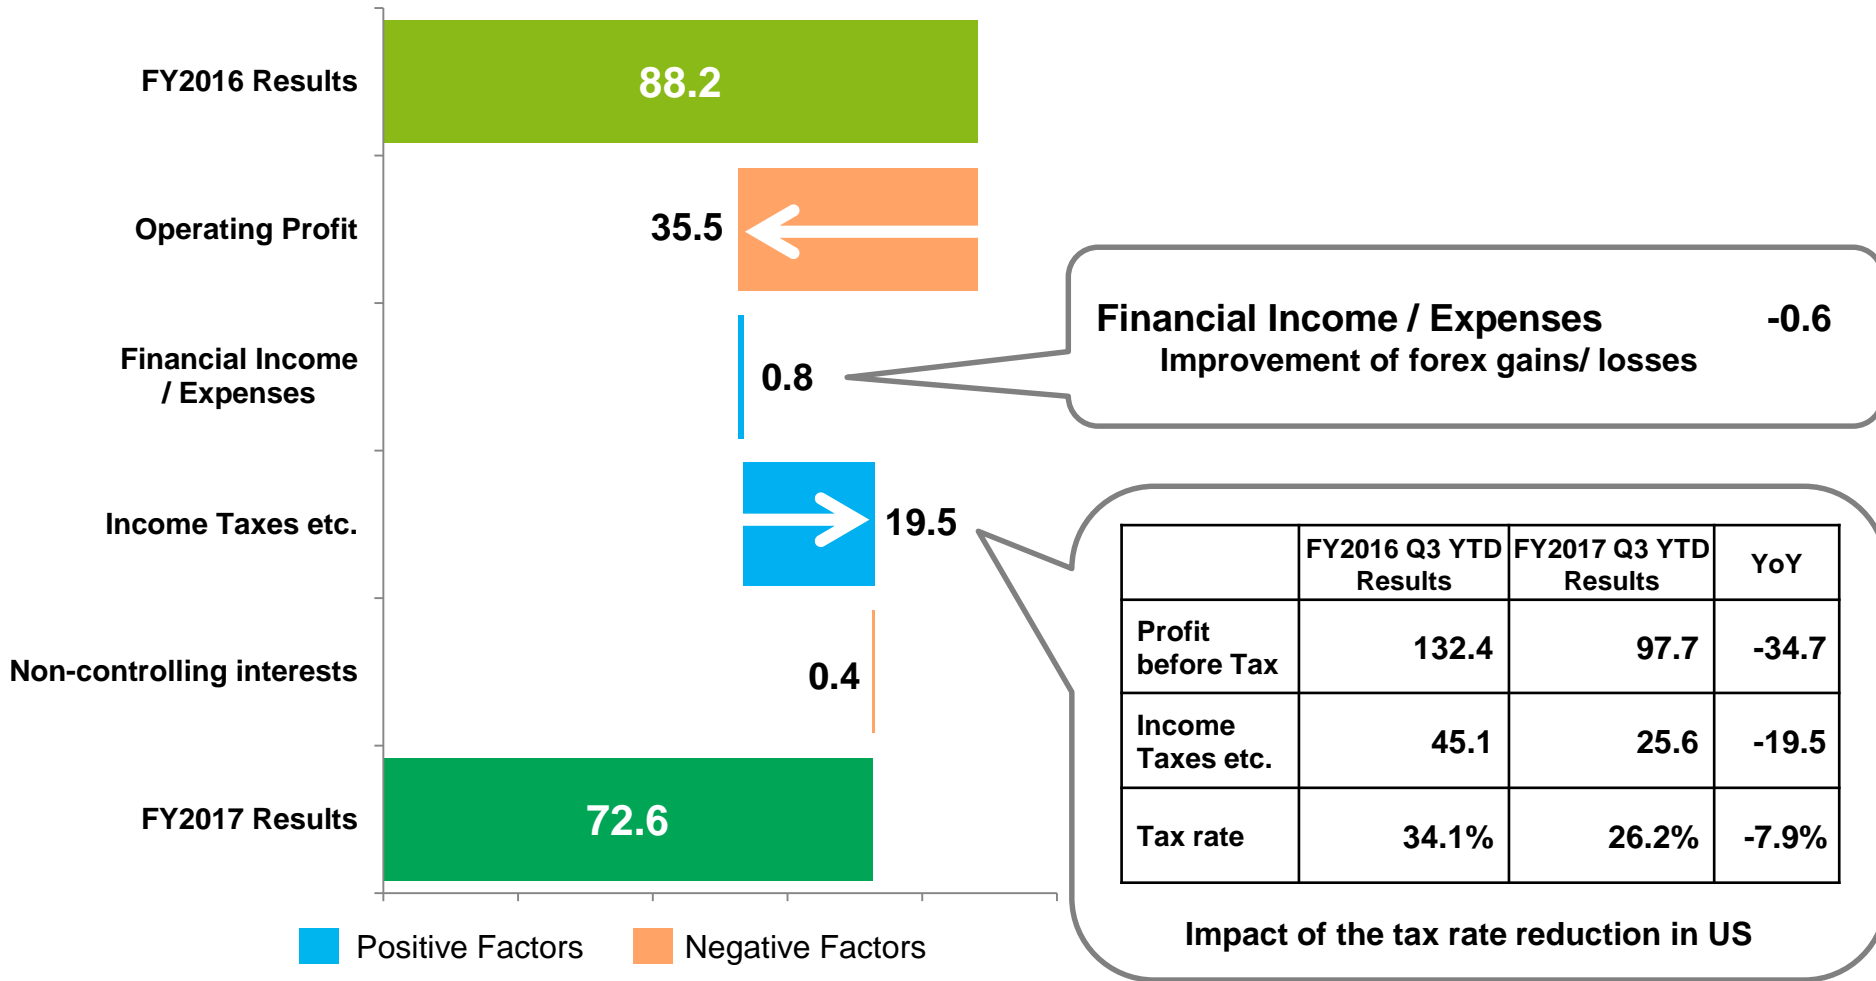 FY2016 Results
88.2
Operating Profit
35.5
Financial Income
/ Expenses
0.8
Financial Income / Expenses -0.6
Improvement of forex gains/ losses
Income Taxes etc.
19.5
Non-controlling interests
0.4
FY2017 Results
72.6
Positive Factors
Negative Factors
FY2016 Q3 YTD
Results
FY2017 Q3 YTD
Results
YoY
Profit
before Tax
132.4
97.7
-34.7
Income
Taxes etc.
45.1
25.6
-19.5
Tax rate
34.1%
26.2%
-7.9%
Impact of the tax rate reduction in US